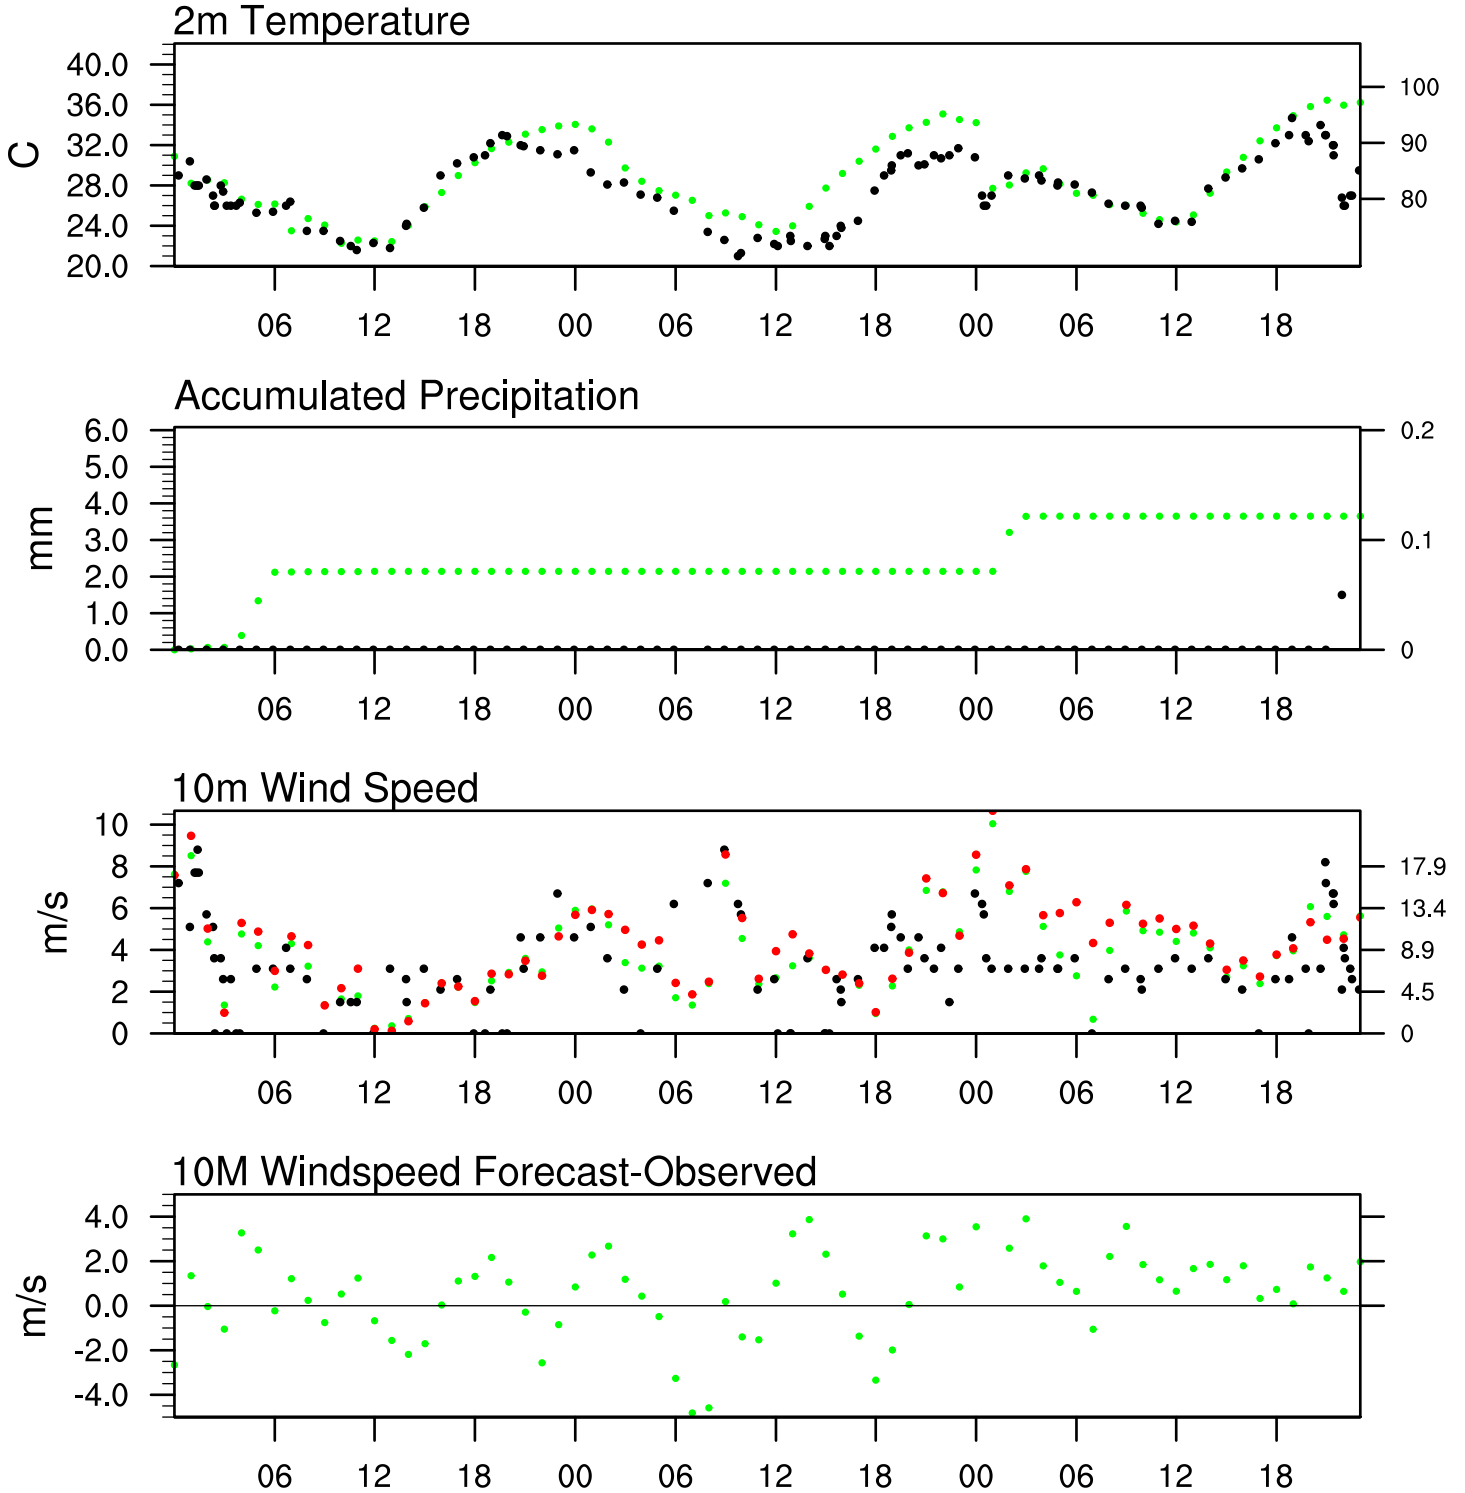 2m Temperature
40.0
36.0
32.0
28.0
24.0
20.0
C
100
90
80
06 12 18 00 06 12 18 00 06 12 18
Accumulated Precipitation
6.0
5.0
4.0
3.0
2.0
1.0
0.0
mm
0.2
0.1
0
06 12 18 00 06 12 18 00 06 12 18
10m Wind Speed
10
8
6
4
2
0
m/s
17.9
13.4
8.9
4.5
0
06 12 18 00 06 12 18 00 06 12 18
10M Windspeed Forecast-Observed
4.0
2.0
0.0
-2.0
-4.0
m/s
06 12 18 00 06 12 18 00 06 12 18